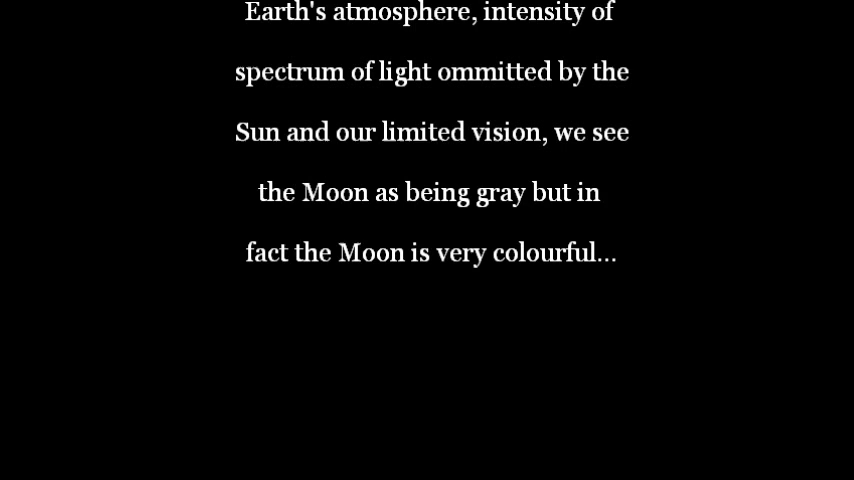 Earth's atmosphere, intensity of
spectrum of light ommitted by the
Sun and our limited vision, we see
the Moon as being gray but in
fact the Moon is very colourful...